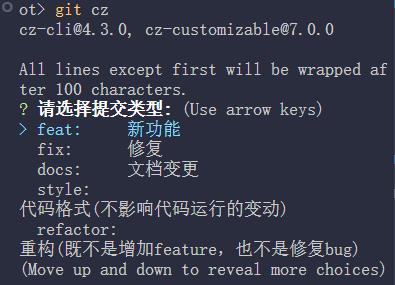 ot> git cz
cz-cli@4.3.0, cz-customizable@7.0.0
All lines except first will be wrapped af
ter 100 characters.
? 请选择提交类型: (Use arrow keys)
> feat:     新功能
fix:      修复
docs:     文档变更
style:
代码格式(不影响代码运行的变动)
refactor:
重构(既不是增加feature，也不是修复bug)
(Move up and down to reveal more choices)